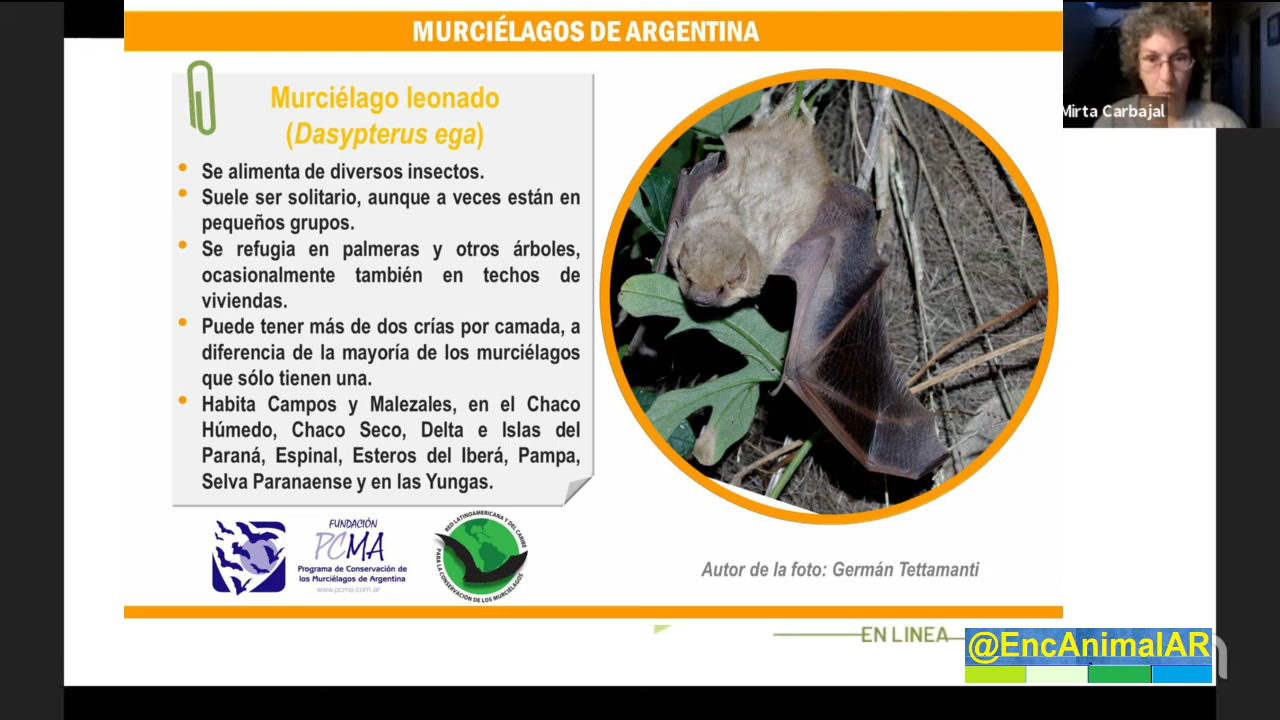 MURCIÉLAGOS DE ARGENTINA
Mirta Carbajal
Murciélago leonado
(Dasypterus ega)
Se alimenta de diversos insectos.
Suele ser solitario, aunque a veces están en
pequeños grupos.
Se refugia en palmeras y otros árboles,
ocasionalmente también en techos de
viviendas.
Puede tener más de dos crías por camada, a
diferencia de la mayoría de los murciélagos
que sólo tienen una.
Habita Campos y Malezales, en el Chaco
Húmedo, Chaco Seco, Delta e Islas del
Paraná, Espinal, Esteros del Iberá, Pampa,
Selva Paranaense y en las Yungas.
FUNDACIÓN
PCMA
Programa de Conservación de
los Murciélagos de Argentina
www.pcma.com.ar
RED LATINOAMERICANA Y DEL CARIBE
PARA LA CONSERVACIÓN DE LOS MURCIÉLAGOS
Autor de la foto: Germán Tettamanti
EN LINEA
@EncAnimalAR